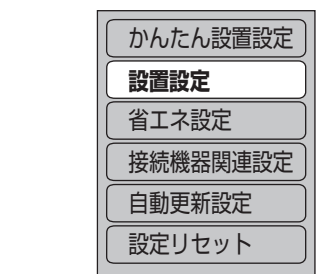 かんたん設置設定
設置設定
省エネ設定
接続機器関連設定
自動更新設定
設定リセット